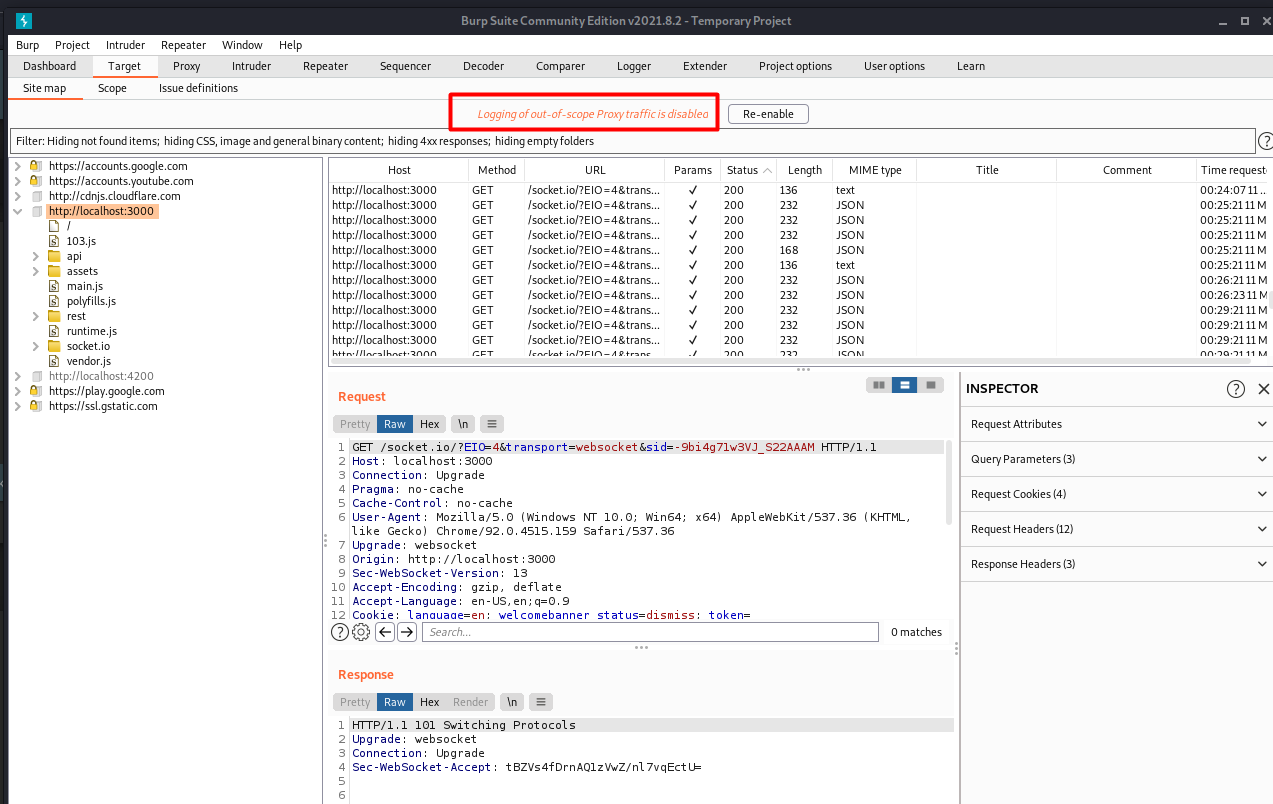 Burp Suite Community Edition v2021.8.2 - Temporary Project
Burp Project Intruder Repeater Window Help
Dashboard Target Proxy Intruder Repeater Sequencer Decoder Comparer Logger Extender Project options User options Learn
Site map Scope Issue definitions
Logging of out-of-scope Proxy traffic is disabled Re-enable
Filter: Hiding not found items; hiding CSS, image and general binary content; hiding 4xx responses; hiding empty folders
https://accounts.google.com
https://accounts.youtube.com
http://cdnjs.cloudflare.com
http://localhost:3000
/
103.js
api
assets
main.js
polyfills.js
rest
runtime.js
socket.io
vendor.js
http://localhost:4200
https://play.google.com
https://ssl.gstatic.com
Host Method URL Params Status Length MIME type Title Comment Time requeste
http://localhost:3000 GET /socket.io/?EIO=4&trans... ✓ 200 136 text 00:24:07 11 ...
http://localhost:3000 GET /socket.io/?EIO=4&trans... ✓ 200 232 JSON 00:25:21 11 M
http://localhost:3000 GET /socket.io/?EIO=4&trans... ✓ 200 232 JSON 00:25:21 11 M
http://localhost:3000 GET /socket.io/?EIO=4&trans... ✓ 200 232 JSON 00:25:21 11 M
http://localhost:3000 GET /socket.io/?EIO=4&trans... ✓ 200 168 JSON 00:25:21 11 M
http://localhost:3000 GET /socket.io/?EIO=4&trans... ✓ 200 136 text 00:25:21 11 M
http://localhost:3000 GET /socket.io/?EIO=4&trans... ✓ 200 232 JSON 00:26:21 11 M
http://localhost:3000 GET /socket.io/?EIO=4&trans... ✓ 200 232 JSON 00:26:23 11 M
http://localhost:3000 GET /socket.io/?EIO=4&trans... ✓ 200 232 JSON 00:29:21 11 M
http://localhost:3000 GET /socket.io/?EIO=4&trans... ✓ 200 232 JSON 00:29:21 11 M
http://localhost:3000 GET /socket.io/?EIO=4&trans... ✓ 200 232 JSON 00:29:21 11 M
http://localhost:3000 GET /socket.io/?EIO=4&trans... ✓ 200 232 JSON 00:29:21 11 M
Request
Pretty Raw Hex \n
1 GET /socket.io/?EIO=4&transport=websocket&sid=-9bi4g71w3VJ_S22AAAM HTTP/1.1
2 Host: localhost:3000
3 Connection: Upgrade
4 Pragma: no-cache
5 Cache-Control: no-cache
6 User-Agent: Mozilla/5.0 (Windows NT 10.0; Win64; x64) AppleWebKit/537.36 (KHTML,
like Gecko) Chrome/92.0.4515.159 Safari/537.36
7 Upgrade: websocket
8 Origin: http://localhost:3000
9 Sec-WebSocket-Version: 13
10 Accept-Encoding: gzip, deflate
11 Accept-Language: en-US,en;q=0.9
12 Cookie: language=en; welcomebanner_status=dismiss; token=
Search... 0 matches
Response
Pretty Raw Hex Render \n
1 HTTP/1.1 101 Switching Protocols
2 Upgrade: websocket
3 Connection: Upgrade
4 Sec-WebSocket-Accept: tBZVs4fDrnAQ1zVwZ/nl7vqEctU=
5
6
INSPECTOR
Request Attributes
Query Parameters (3)
Request Cookies (4)
Request Headers (12)
Response Headers (3)